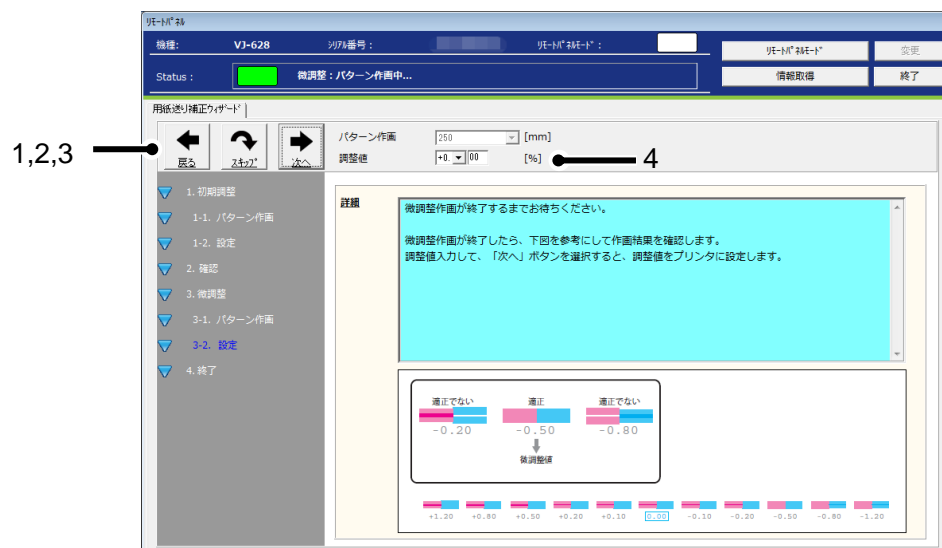 ﾘﾓｰﾄﾊﾟﾈﾙ
機種: VJ-628 ｼﾘｱﾙ番号: ﾘﾓｰﾄﾊﾟﾈﾙﾓｰﾄﾞ: ﾘﾓｰﾄﾊﾟﾈﾙﾓｰﾄﾞ 変更
Status: 微調整:パターン作画中... 情報取得 終了
用紙送り補正ｳｨｻﾞｰﾄﾞ
パターン作画 250 [mm]
1,2,3 戻る ｽｷｯﾌﾟ 次へ 調整値 +0. 00 [%] 4
1. 初期調整
1-1. パターン作画
1-2. 設定
2. 確認
3. 微調整
3-1. パターン作画
3-2. 設定
4. 終了
詳細
微調整作画が終了するまでお待ちください。
微調整作画が終了したら、下図を参考にして作画結果を確認します。
調整値入力して、「次へ」ボタンを選択すると、調整値をプリンタに設定します。
適正でない 適正 適正でない
-0.20 -0.50 -0.80
微調整値
+1.20 +0.80 +0.50 +0.20 +0.10 0.00 -0.10 -0.20 -0.50 -0.80 -1.20